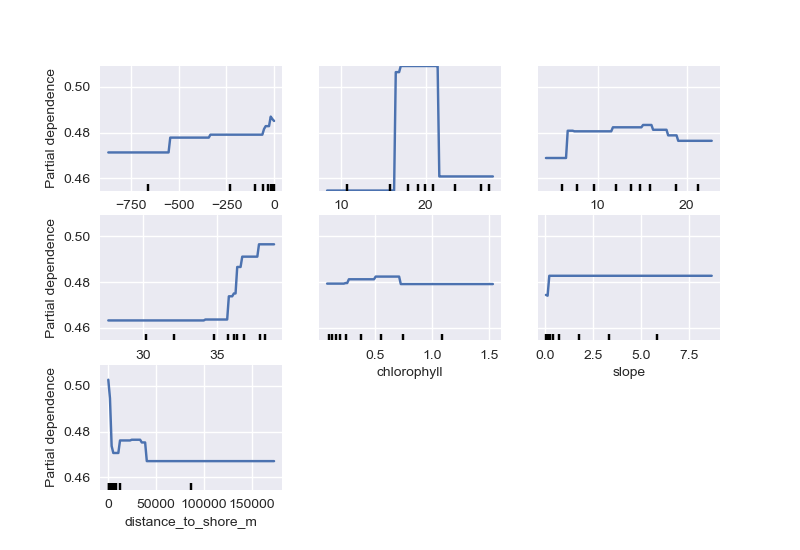 Partial dependence
0.50
0.48
0.46
−750 −500 −250 0
10 20
10 20
Partial dependence
0.50
0.48
0.46
30 35
0.5 1.0 1.5
chlorophyll
0.0 2.5 5.0 7.5
slope
Partial dependence
0.50
0.48
0.46
0 50000 100000 150000
distance_to_shore_m